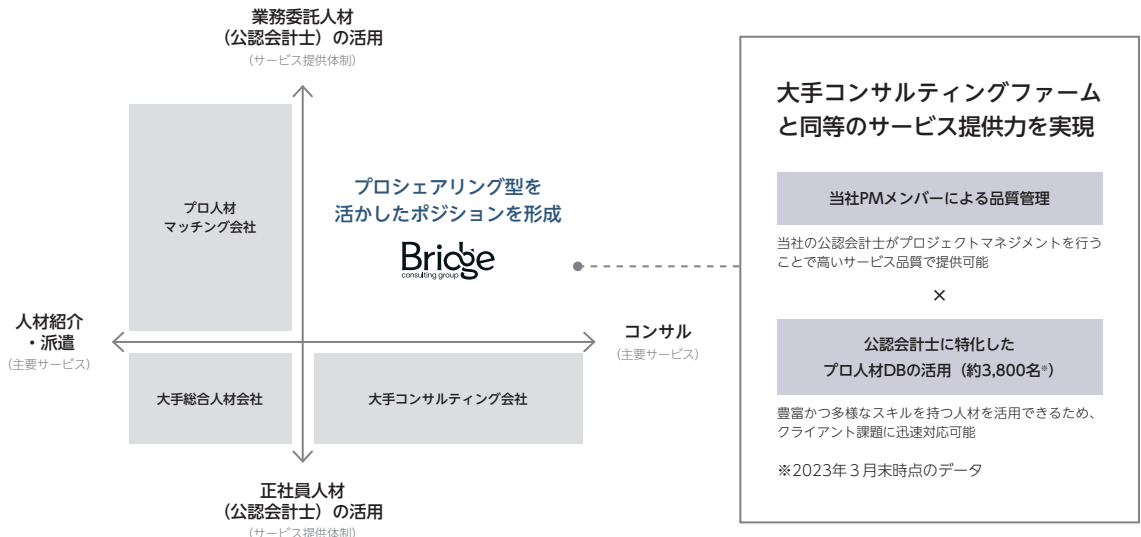 業務委託人材
（公認会計士）の活用
(サービス提供体制)
プロ人材
マッチング会社
プロシェアリング型を
活かしたポジションを形成
Bridge
consulting group
人材紹介
・派遣
(主要サービス)
コンサル
(主要サービス)
大手総合人材会社
大手コンサルティング会社
正社員人材
（公認会計士）の活用
(サービス提供体制)
大手コンサルティングファーム
と同等のサービス提供力を実現
当社PMメンバーによる品質管理
当社の公認会計士がプロジェクトマネジメントを行う
ことで高いサービス品質で提供可能
×
公認会計士に特化した
プロ人材DBの活用（約3,800名※）
豊富かつ多様なスキルを持つ人材を活用できるため、
クライアント課題に迅速対応可能
※2023年３月末時点のデータ